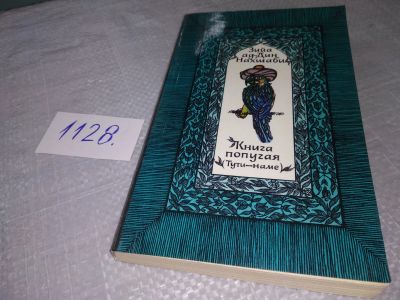 1128.
Зийа
ад-Дин
Нахшаби
Книга
попугая
(Тути-наме)